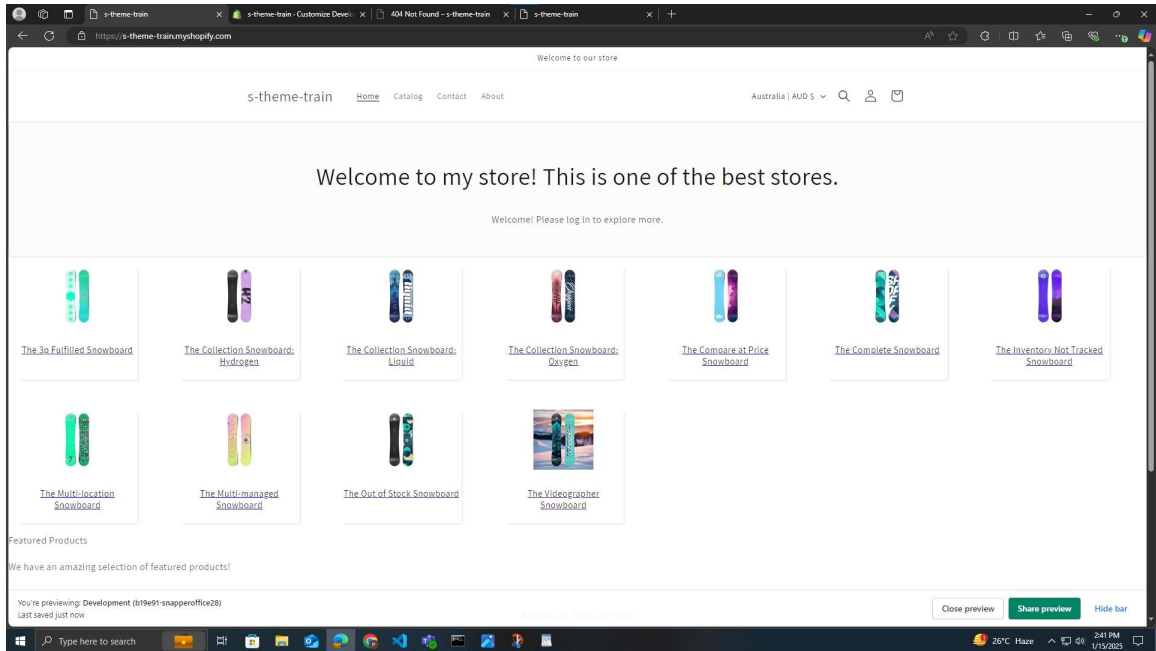 s-theme-train
s-theme-train - Customize Develo
404 Not Found – s-theme-train
s-theme-train
https://s-theme-train.myshopify.com
Welcome to our store
s-theme-train Home Catalog Contact About Australia | AUD $
Welcome to my store! This is one of the best stores.
Welcome! Please log in to explore more.
The 3p Fulfilled Snowboard
The Collection Snowboard:
Hydrogen
The Collection Snowboard:
Liquid
The Collection Snowboard:
Oxygen
The Compare at Price
Snowboard
The Complete Snowboard
The Inventory Not Tracked
Snowboard
The Multi-location
Snowboard
The Multi-managed
Snowboard
The Out of Stock Snowboard
The Videographer
Snowboard
Featured Products
We have an amazing selection of featured products!
You're previewing: Development (b19e91-snapperoffice28)
Last saved just now
Close preview Share preview Hide bar
Type here to search
26°C Haze
2:41 PM
1/15/2025